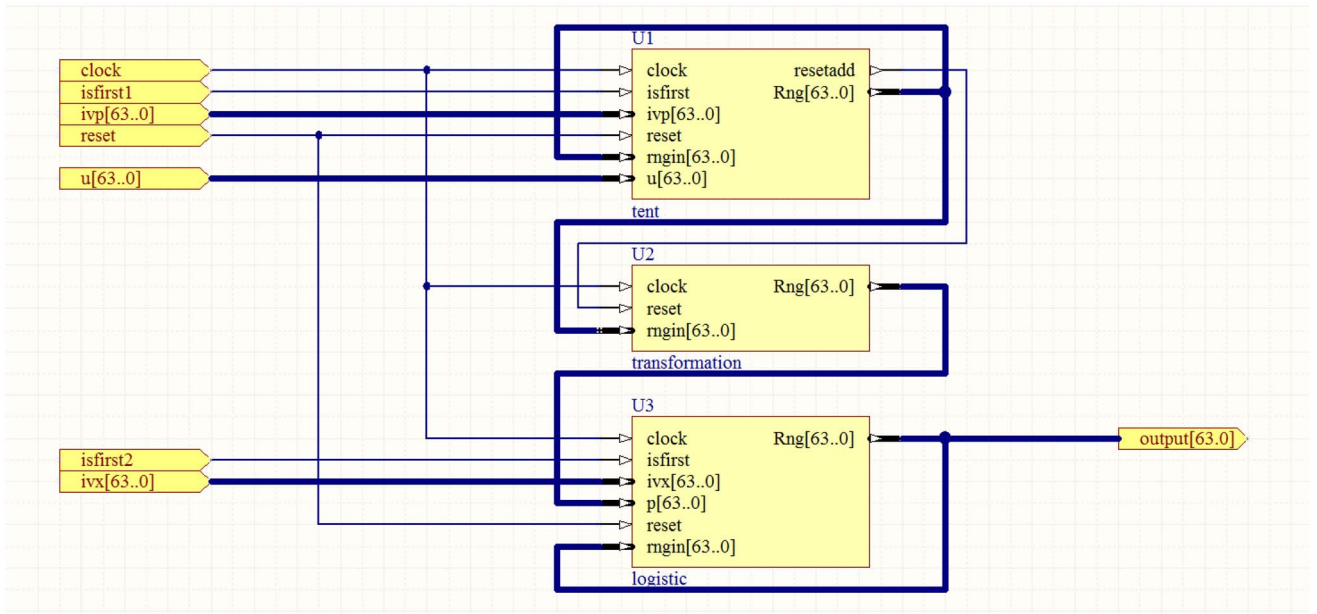 U1
clock
isfirst1
ivp[63..0]
reset
u[63..0]
clock
isfirst
ivp[63..0]
reset
rngin[63..0]
u[63..0]
resetadd
Rng[63..0]
tent
U2
clock
reset
rngin[63..0]
Rng[63..0]
transformation
U3
isfirst2
ivx[63..0]
clock
isfirst
ivx[63..0]
p[63..0]
reset
rngin[63..0]
Rng[63..0]
logistic
output[63.0]